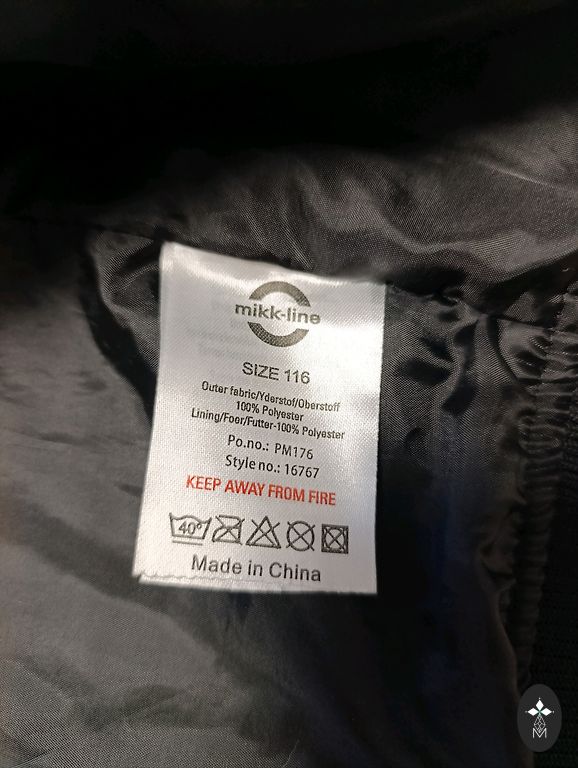 mikk-line
SIZE 116
Outer fabric/Yderstof/Oberstoff
100% Polyester
Lining/Foer/Futter-100% Polyester
Po.no.: PM176
Style no.: 16767
KEEP AWAY FROM FIRE
40°
Made in China
M